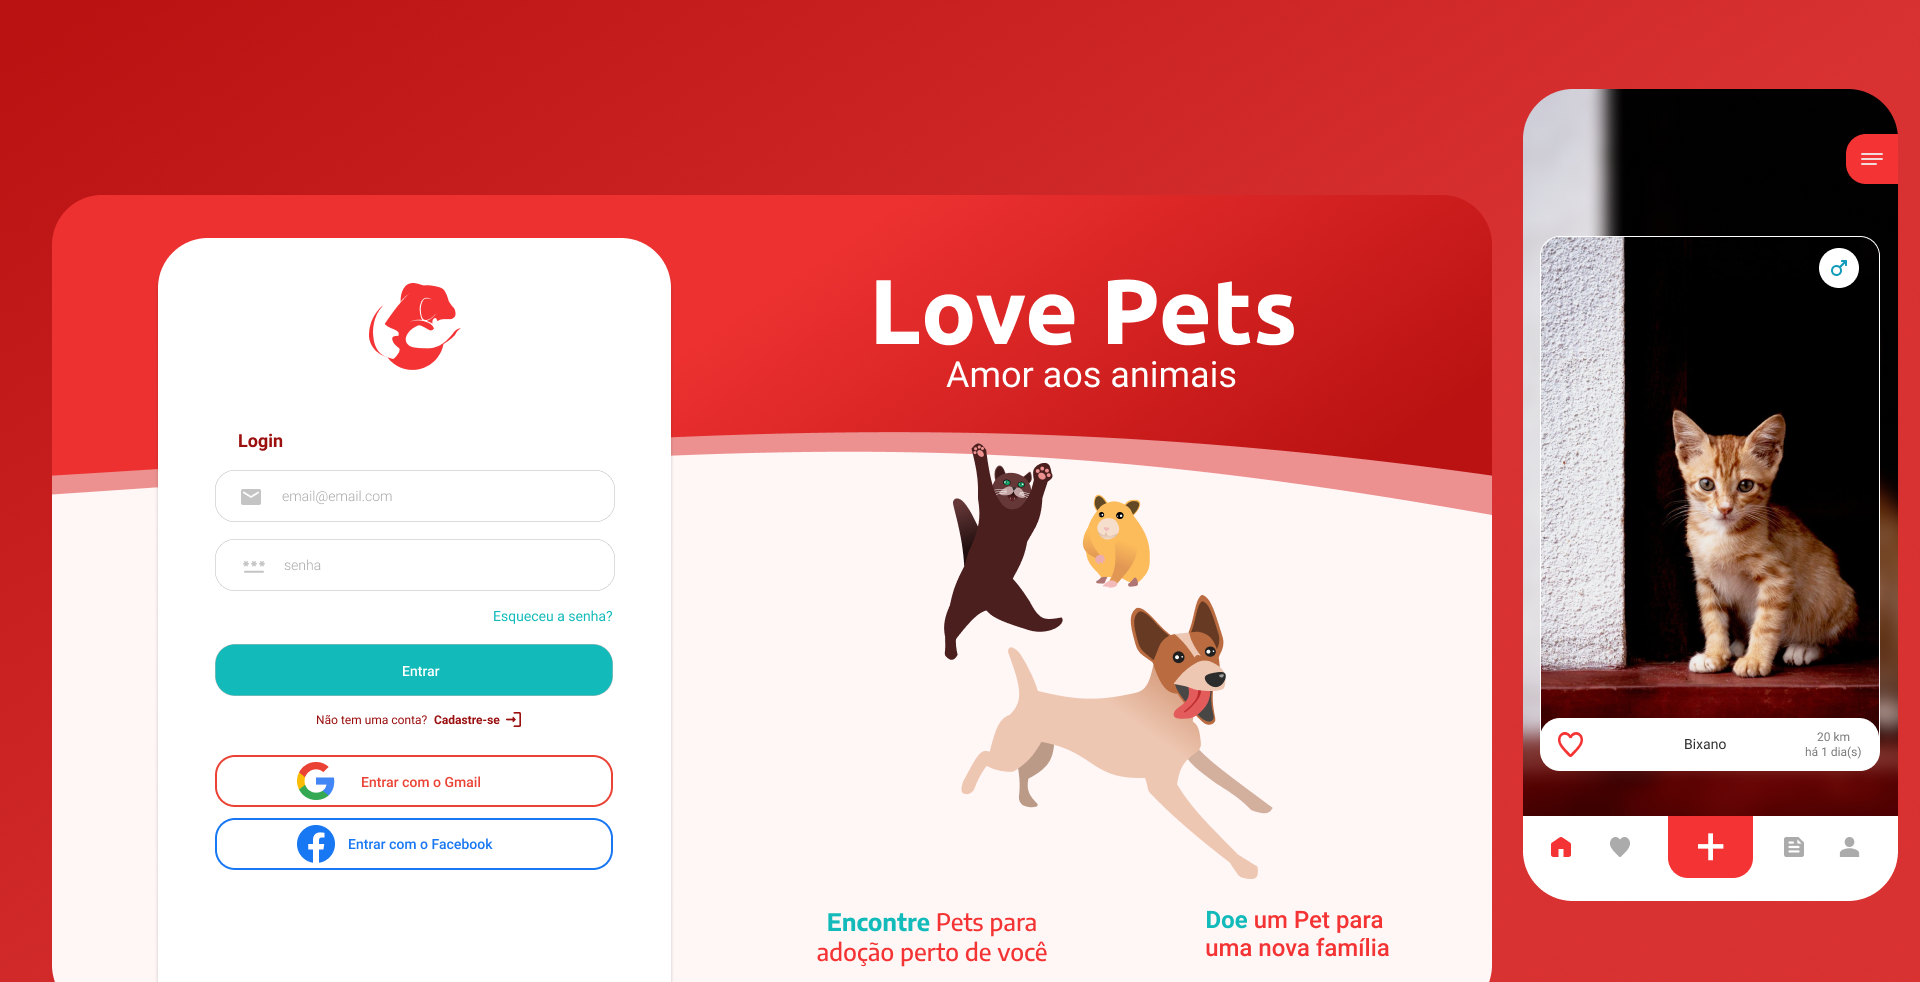 Love Pets
Amor aos animais
Login
email@email.com
senha
Esqueceu a senha?
Entrar
Não tem uma conta? Cadastre-se
Entrar com o Gmail
Entrar com o Facebook
Encontre Pets para
adoção perto de você
Doe um Pet para
uma nova família
Bixano
20 km
há 1 dia(s)